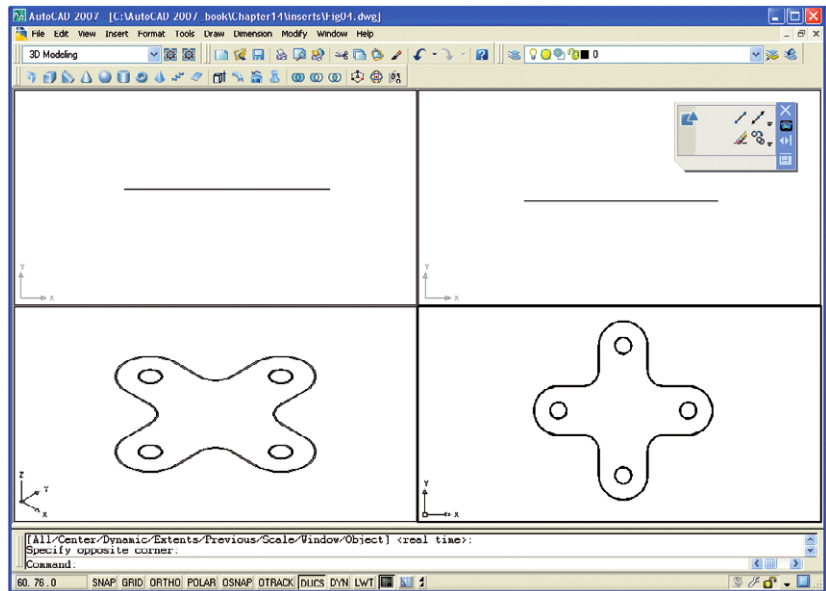 AutoCAD 2007 - [C:\AutoCAD 2007_book\Chapter14\inserts\Fig04.dwg]
File Edit View Insert Format Tools Draw Dimension Modify Window Help
3D Modeling
0
Y
X
Y
X
Z
Y
X
Y
X
[All/Center/Dynamic/Extents/Previous/Scale/Window/Object] <real time>:
Specify opposite corner:
Command:
60, 76 ,0 SNAP GRID ORTHO POLAR OSNAP OTRACK DUCS DYN LWT